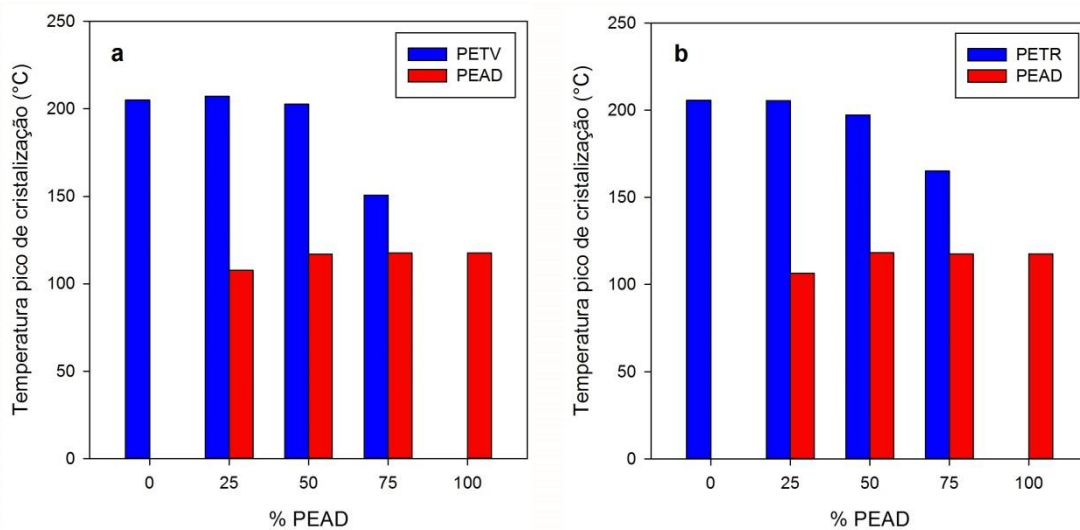 a
PETV
PEAD
Temperatura pico de cristalização (°C)
250
200
150
100
50
0
0 25 50 75 100
% PEAD
b
PETR
PEAD
Temperatura pico de cristalização (°C)
250
200
150
100
50
0
0 25 50 75 100
% PEAD